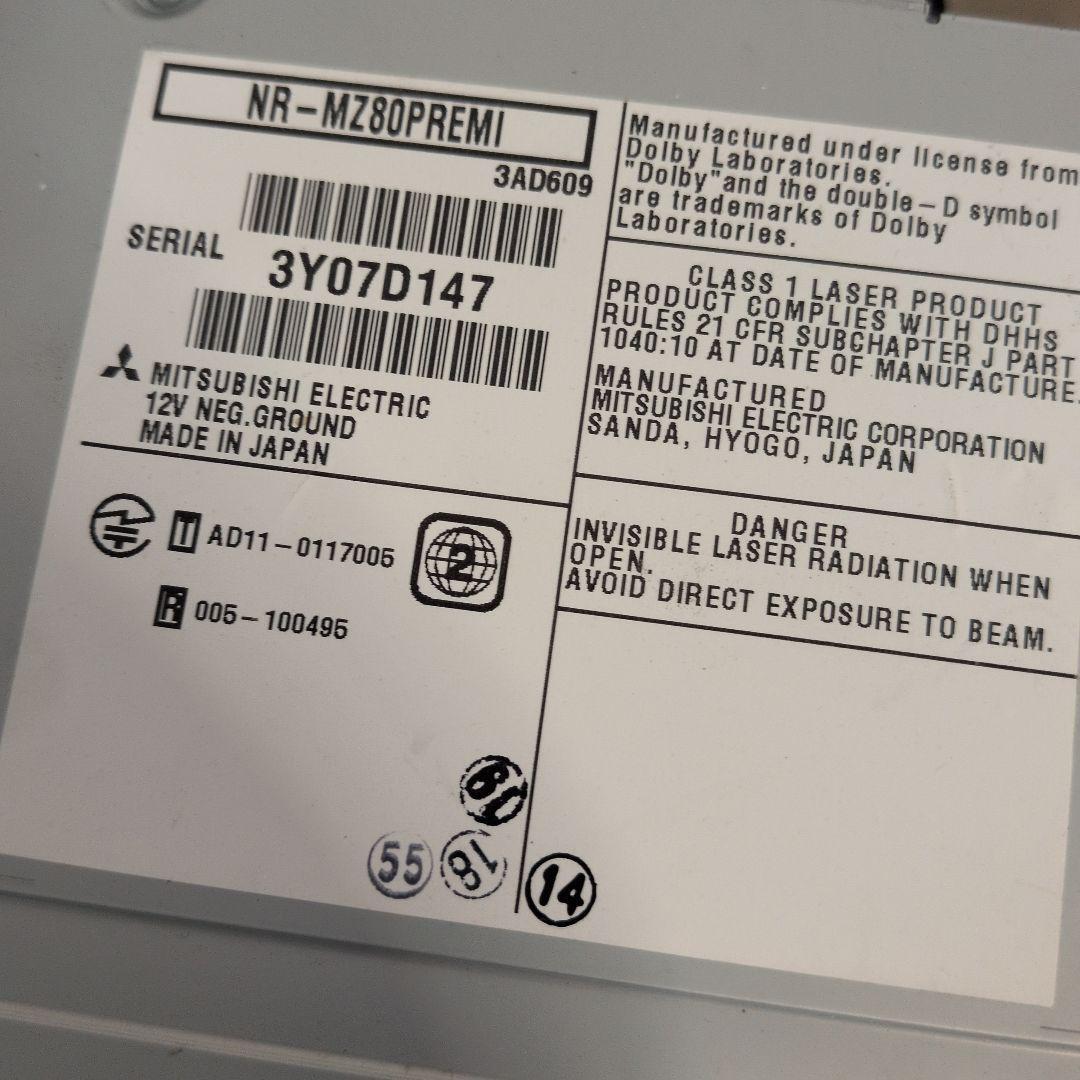 NR-MZ80PREMI
3AD609
SERIAL
3Y07D147
MITSUBISHI ELECTRIC
12V NEG.GROUND
MADE IN JAPAN
T AD11-0117005
R 005-100495
2
Manufactured under license from
Dolby Laboratories.
"Dolby"and the double-D symbol
are trademarks of Dolby
Laboratories.
CLASS 1 LASER PRODUCT
PRODUCT COMPLIES WITH DHHS
RULES 21 CFR SUBCHAPTER J PART
1040:10 AT DATE OF MANUFACTURE.
MANUFACTURED
MITSUBISHI ELECTRIC CORPORATION
SANDA, HYOGO, JAPAN
DANGER
INVISIBLE LASER RADIATION WHEN
OPEN.
AVOID DIRECT EXPOSURE TO BEAM.
55
81
14